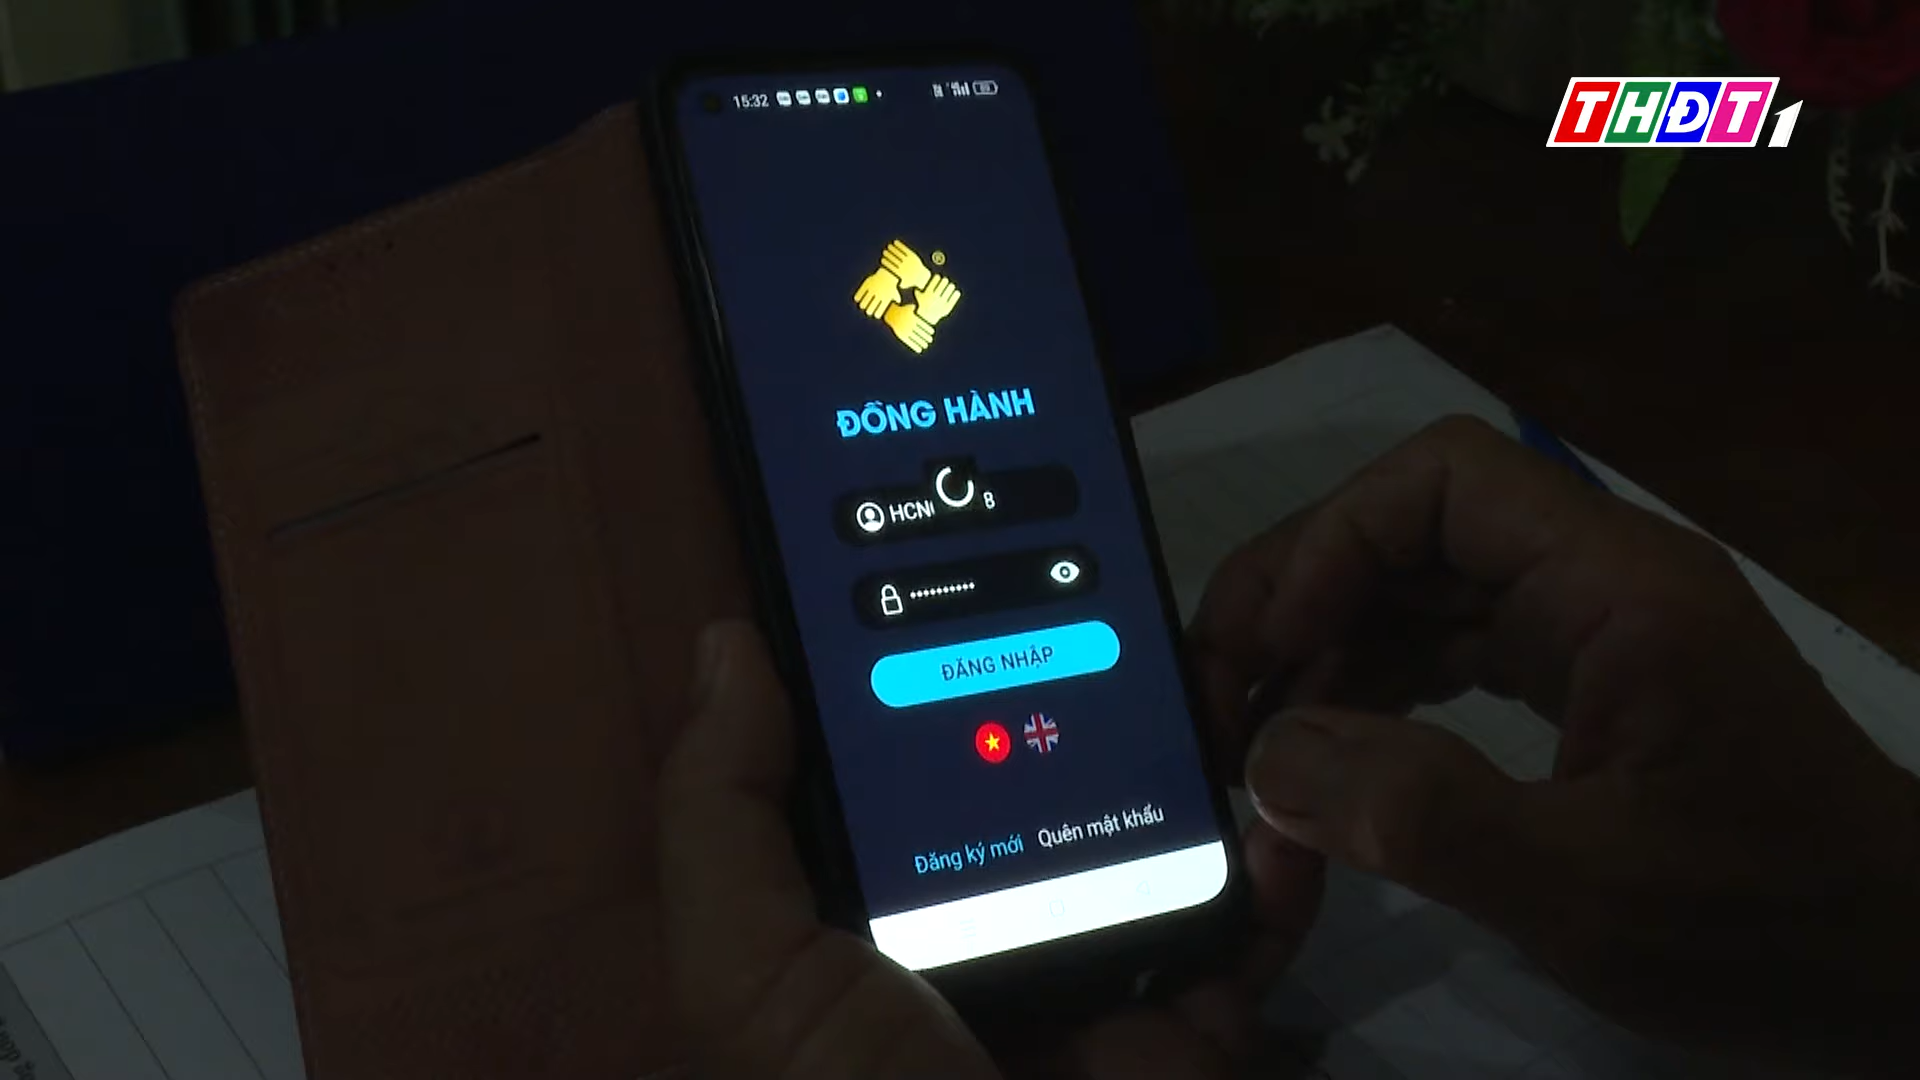 THĐT1
15:32
®
ĐỒNG HÀNH
HCN 8
••••••••••
ĐĂNG NHẬP
Đăng ký mới Quên mật khẩu